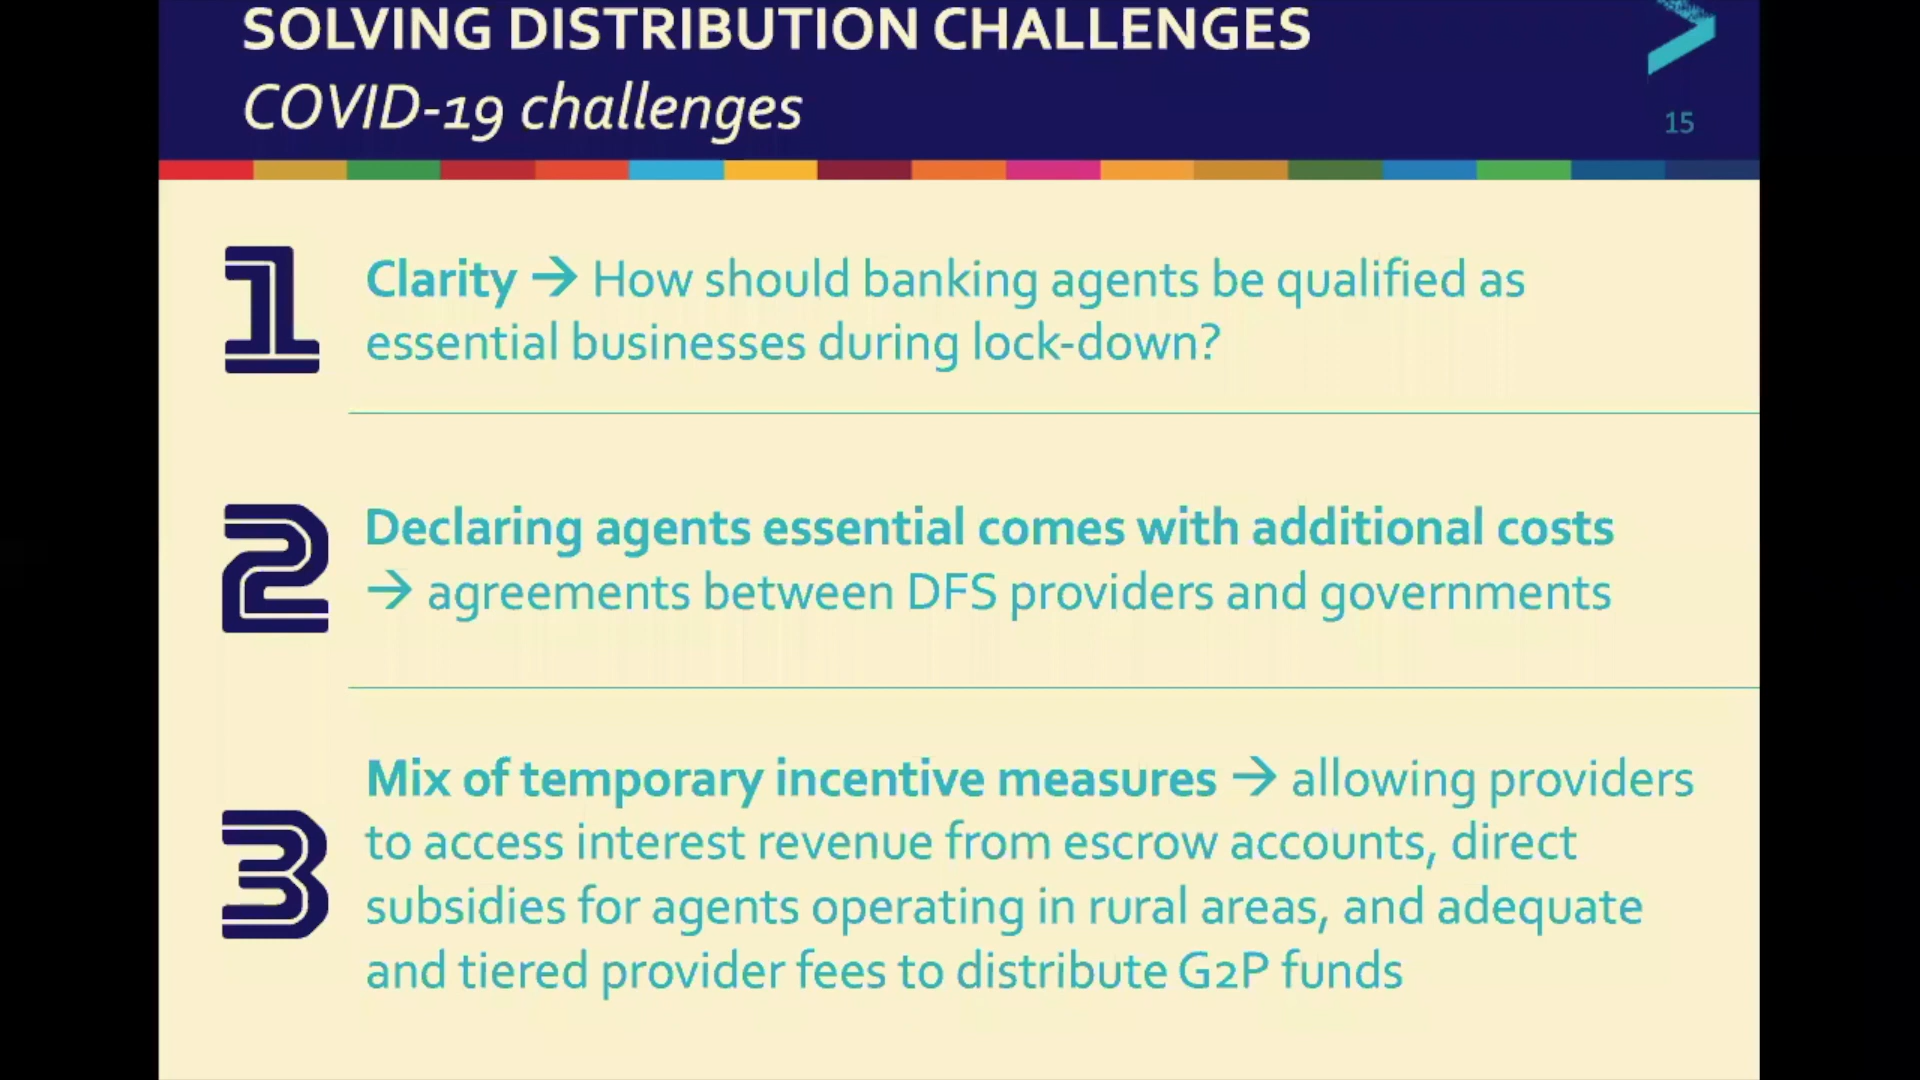 SOLVING DISTRIBUTION CHALLENGES
COVID-19 challenges
15
1
Clarity → How should banking agents be qualified as
essential businesses during lock-down?
2
Declaring agents essential comes with additional costs
→ agreements between DFS providers and governments
3
Mix of temporary incentive measures → allowing providers
to access interest revenue from escrow accounts, direct
subsidies for agents operating in rural areas, and adequate
and tiered provider fees to distribute G2P funds